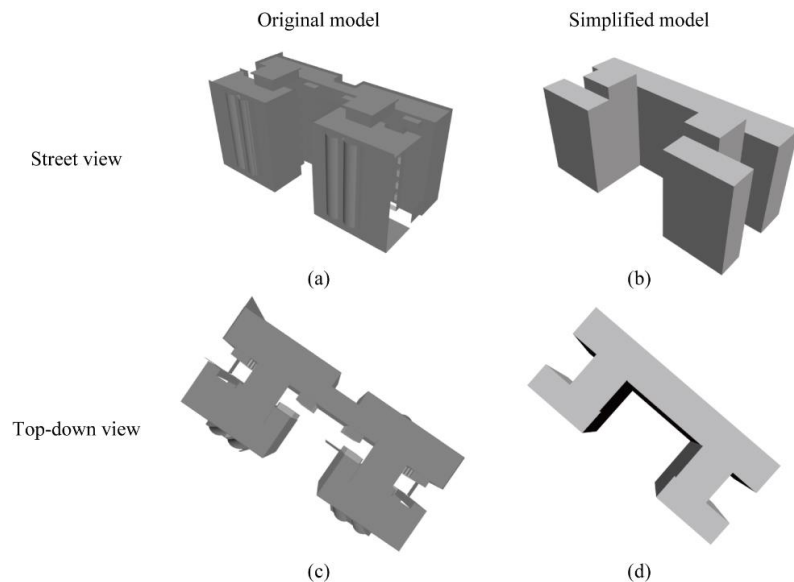 Original model
Simplified model
Street view
(a)
(b)
Top-down view
(c)
(d)